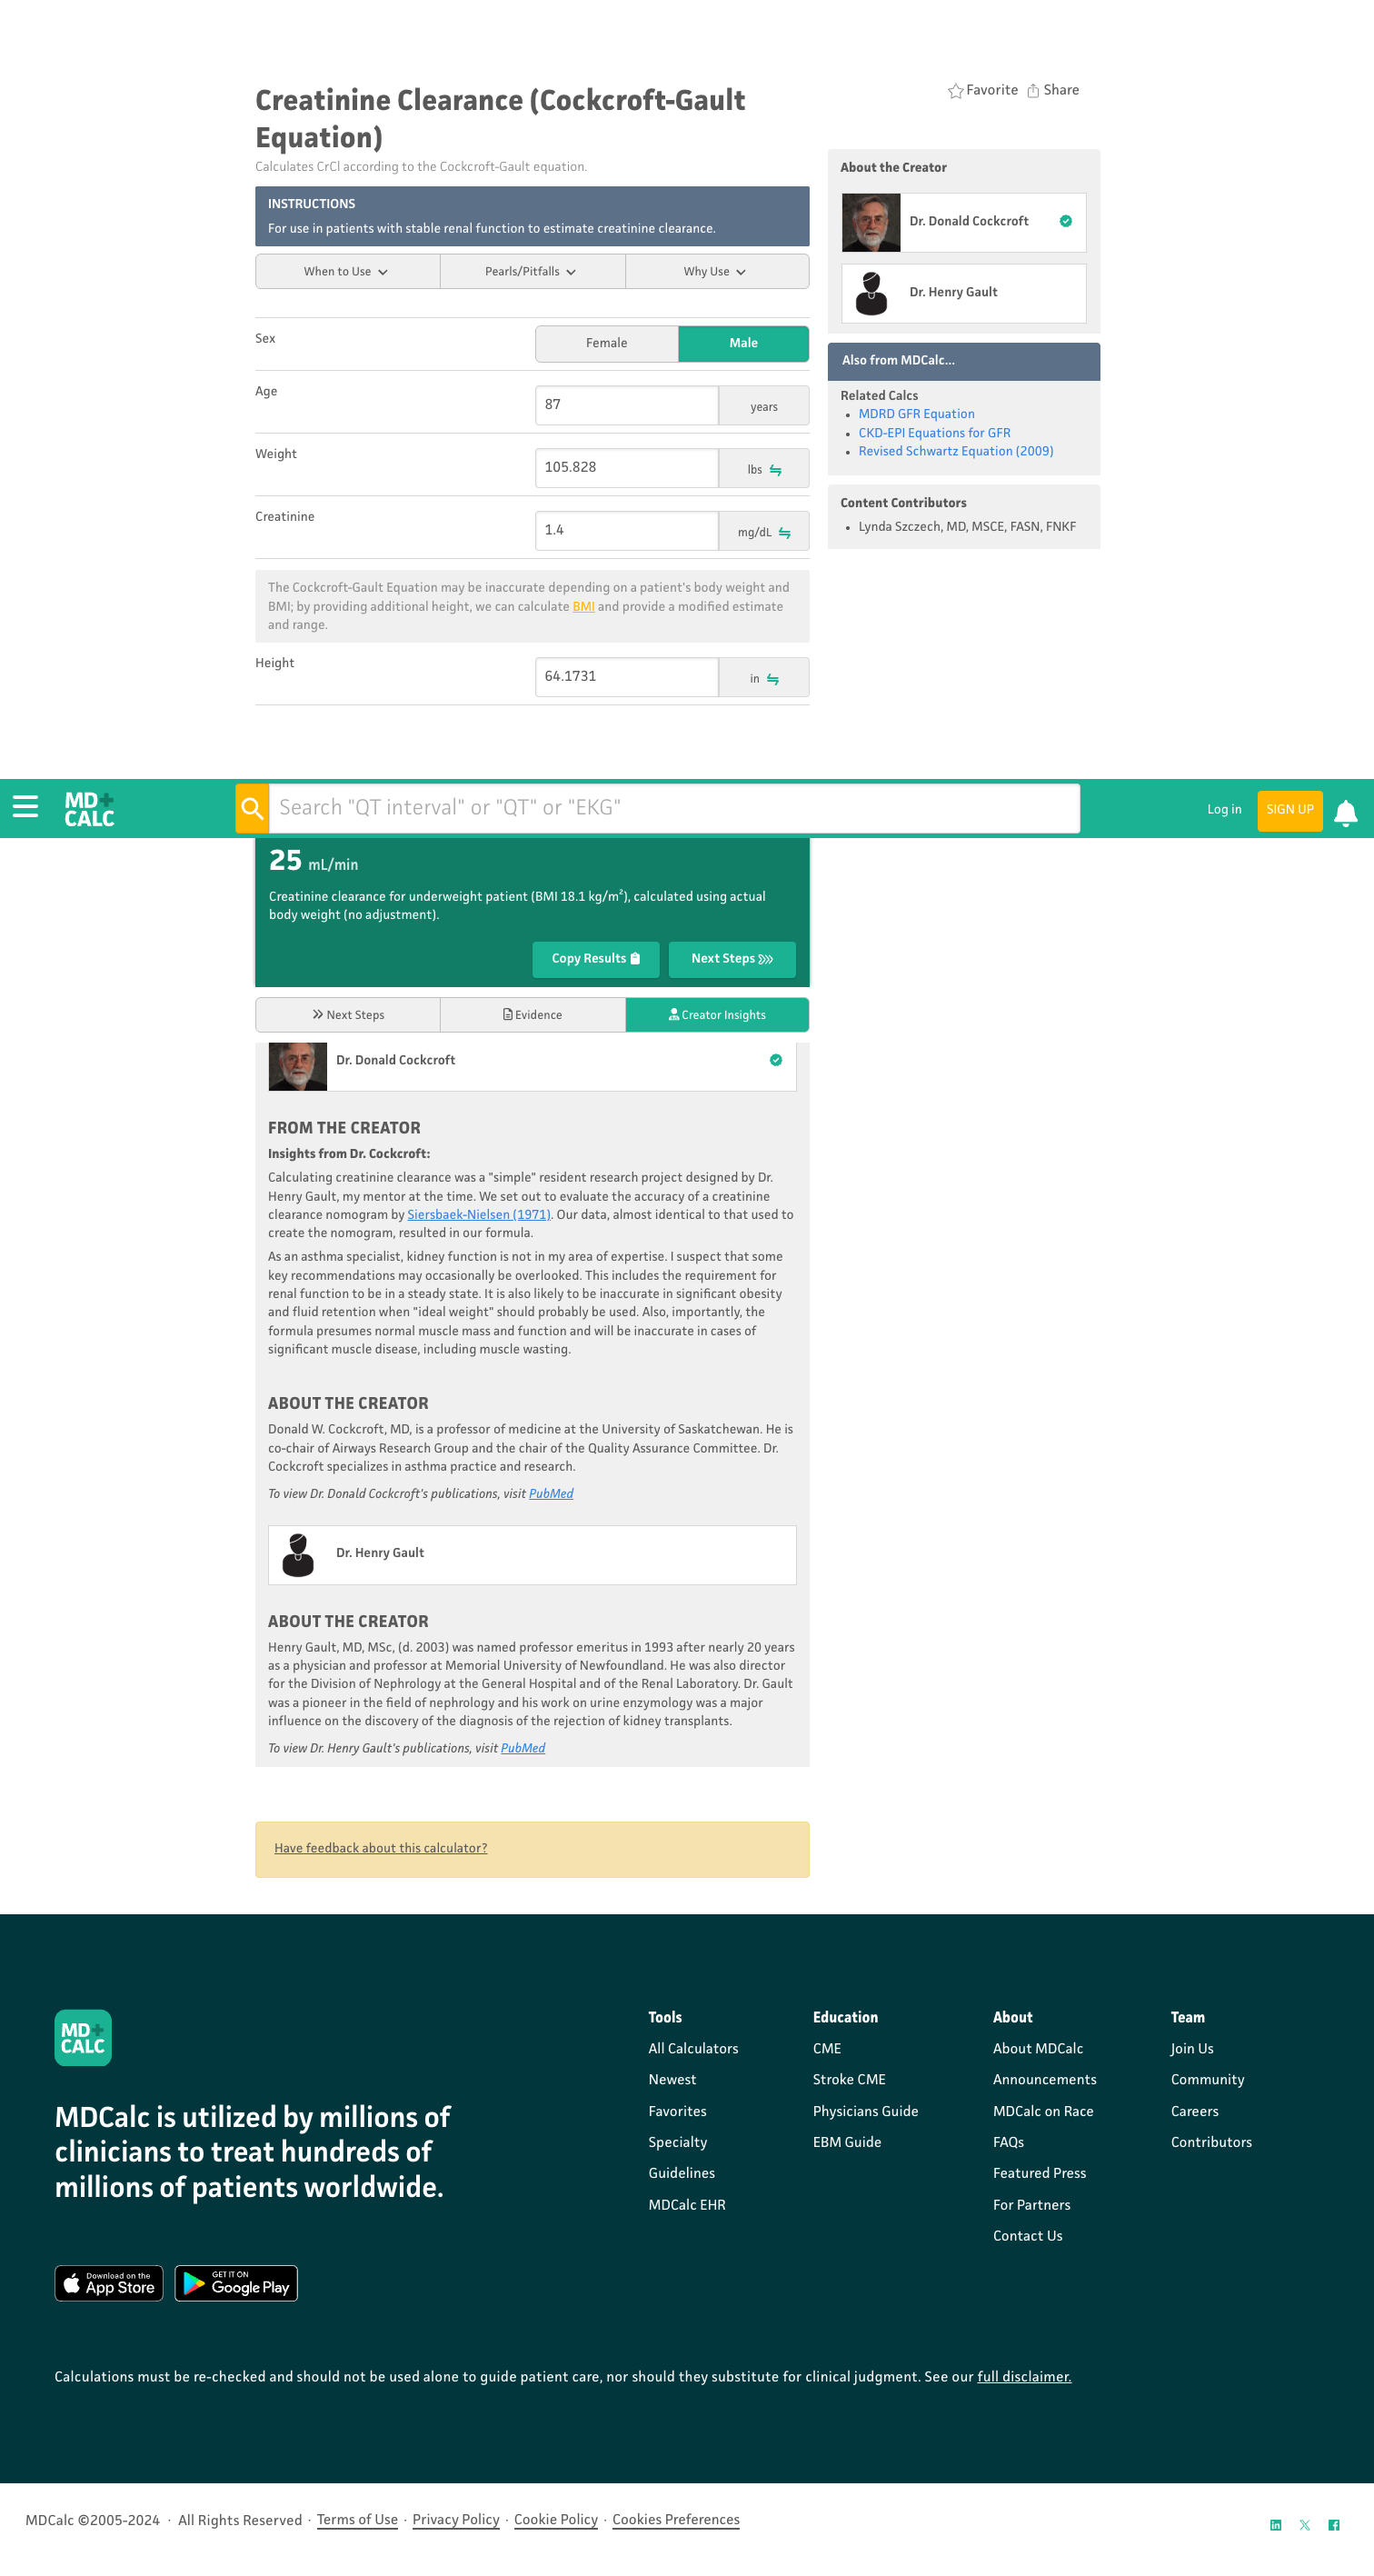 Favorite Share
Creatinine Clearance (Cockcroft-Gault
Equation)
Calculates CrCl according to the Cockcroft-Gault equation.
INSTRUCTIONS
For use in patients with stable renal function to estimate creatinine clearance.
When to Use Pearls/Pitfalls Why Use
Sex Female Male
Age 87 years
Weight 105.828 lbs
Creatinine 1.4 mg/dL
The Cockcroft-Gault Equation may be inaccurate depending on a patient's body weight and
BMI; by providing additional height, we can calculate BMI and provide a modified estimate
and range.
Height 64.1731 in
About the Creator
Dr. Donald Cockcroft
Dr. Henry Gault
Also from MDCalc...
Related Calcs
• MDRD GFR Equation
• CKD-EPI Equations for GFR
• Revised Schwartz Equation (2009)
Content Contributors
• Lynda Szczech, MD, MSCE, FASN, FNKF
MD+
CALC
Search "QT interval" or "QT" or "EKG"
Log in SIGN UP
25 mL/min
Creatinine clearance for underweight patient (BMI 18.1 kg/m²), calculated using actual
body weight (no adjustment).
Copy Results Next Steps
Next Steps Evidence Creator Insights
Dr. Donald Cockcroft
FROM THE CREATOR
Insights from Dr. Cockcroft:
Calculating creatinine clearance was a "simple" resident research project designed by Dr.
Henry Gault, my mentor at the time. We set out to evaluate the accuracy of a creatinine
clearance nomogram by Siersbaek-Nielsen (1971). Our data, almost identical to that used to
create the nomogram, resulted in our formula.
As an asthma specialist, kidney function is not in my area of expertise. I suspect that some
key recommendations may occasionally be overlooked. This includes the requirement for
renal function to be in a steady state. It is also likely to be inaccurate in significant obesity
and fluid retention when "ideal weight" should probably be used. Also, importantly, the
formula presumes normal muscle mass and function and will be inaccurate in cases of
significant muscle disease, including muscle wasting.
ABOUT THE CREATOR
Donald W. Cockcroft, MD, is a professor of medicine at the University of Saskatchewan. He is
co-chair of Airways Research Group and the chair of the Quality Assurance Committee. Dr.
Cockcroft specializes in asthma practice and research.
To view Dr. Donald Cockcroft's publications, visit PubMed
Dr. Henry Gault
ABOUT THE CREATOR
Henry Gault, MD, MSc, (d. 2003) was named professor emeritus in 1993 after nearly 20 years
as a physician and professor at Memorial University of Newfoundland. He was also director
for the Division of Nephrology at the General Hospital and of the Renal Laboratory. Dr. Gault
was a pioneer in the field of nephrology and his work on urine enzymology was a major
influence on the discovery of the diagnosis of the rejection of kidney transplants.
To view Dr. Henry Gault's publications, visit PubMed
Have feedback about this calculator?
MD+
CALC
MDCalc is utilized by millions of
clinicians to treat hundreds of
millions of patients worldwide.
Download on the
App Store
GET IT ON
Google Play
Tools
All Calculators
Newest
Favorites
Specialty
Guidelines
MDCalc EHR
Education
CME
Stroke CME
Physicians Guide
EBM Guide
About
About MDCalc
Announcements
MDCalc on Race
FAQs
Featured Press
For Partners
Contact Us
Team
Join Us
Community
Careers
Contributors
Calculations must be re-checked and should not be used alone to guide patient care, nor should they substitute for clinical judgment. See our full disclaimer.
MDCalc ©2005-2024 · All Rights Reserved · Terms of Use · Privacy Policy · Cookie Policy · Cookies Preferences